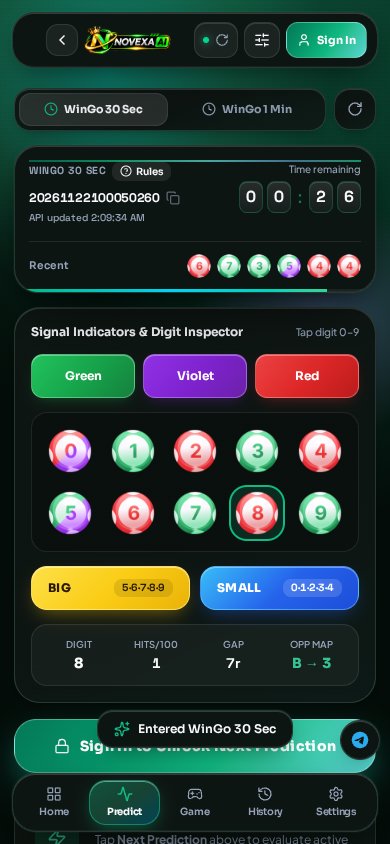 NOVEXA AI
Sign In
WinGo 30 Sec
WinGo 1 Min
WINGO 30 SEC
Rules
Time remaining
20261122100050260
0 0 : 2 6
API updated 2:09:34 AM
Recent
6 7 3 5 4 4
Signal Indicators & Digit Inspector
Tap digit 0–9
Green
Violet
Red
0 1 2 3 4
5 6 7 8 9
BIG
5·6·7·8·9
SMALL
0·1·2·3·4
DIGIT
HITS/100
GAP
OPP MAP
8
1
7r
B → 3
Entered WinGo 30 Sec
Sign In to Unlock Next Prediction
Home
Predict
Game
History
Settings
Tap Next Prediction above to evaluate active